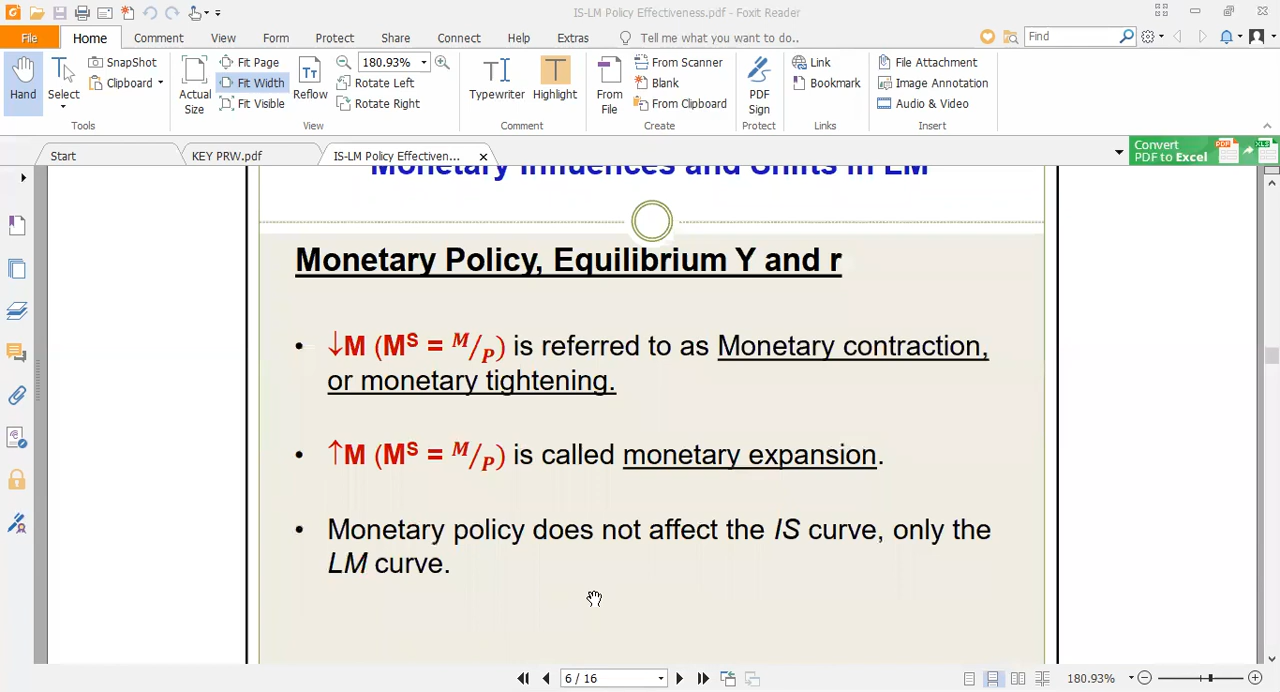 IS-LM Policy Effectiveness.pdf - Foxit Reader
File Home Comment View Form Protect Share Connect Help Extras Tell me what you want to do.. Find
SnapShot Fit Page 180.93% From Scanner Link File Attachment
Clipboard Fit Width Rotate Left Blank Bookmark Image Annotation
Hand Select Actual Size Reflow Fit Visible Rotate Right Typewriter Highlight From File From Clipboard PDF Sign Audio & Video
Tools View Comment Create Protect Links Insert
Start KEY PRW.pdf IS-LM Policy Effectiven... Convert PDF to Excel
Monetary Influences and Shifts in LM
Monetary Policy, Equilibrium Y and r
• ↓M (Mˢ = M/P) is referred to as Monetary contraction,
or monetary tightening.
• ↑M (Mˢ = M/P) is called monetary expansion.
• Monetary policy does not affect the IS curve, only the
LM curve.
6 / 16 180.93%